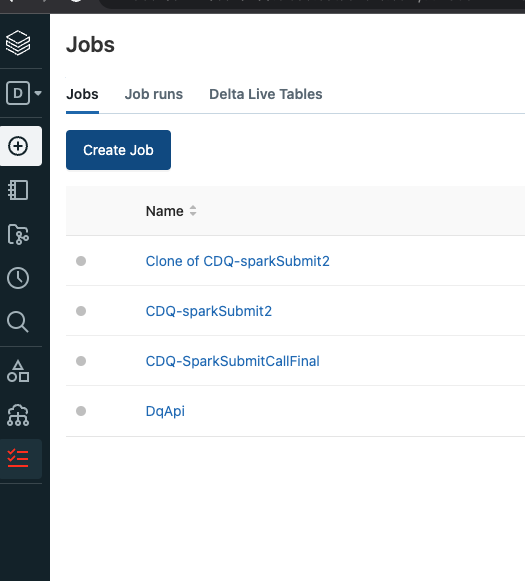 Jobs
D
Jobs Job runs Delta Live Tables
Create Job
Name
Clone of CDQ-sparkSubmit2
CDQ-sparkSubmit2
CDQ-SparkSubmitCallFinal
DqApi